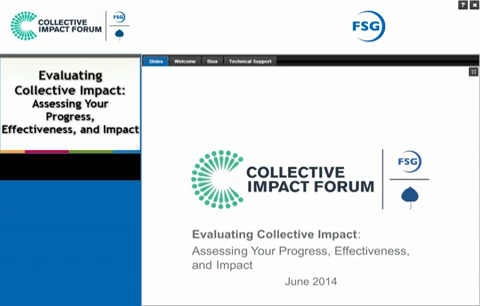 COLLECTIVE
IMPACT FORUM
FSG
FSG
? x
Evaluating
Collective Impact:
Assessing Your
Progress,
Effectiveness, and Impact
Slides Welcome Bios Technical Support
COLLECTIVE
IMPACT FORUM
FSG
Evaluating Collective Impact:
Assessing Your Progress, Effectiveness,
and Impact
June 2014